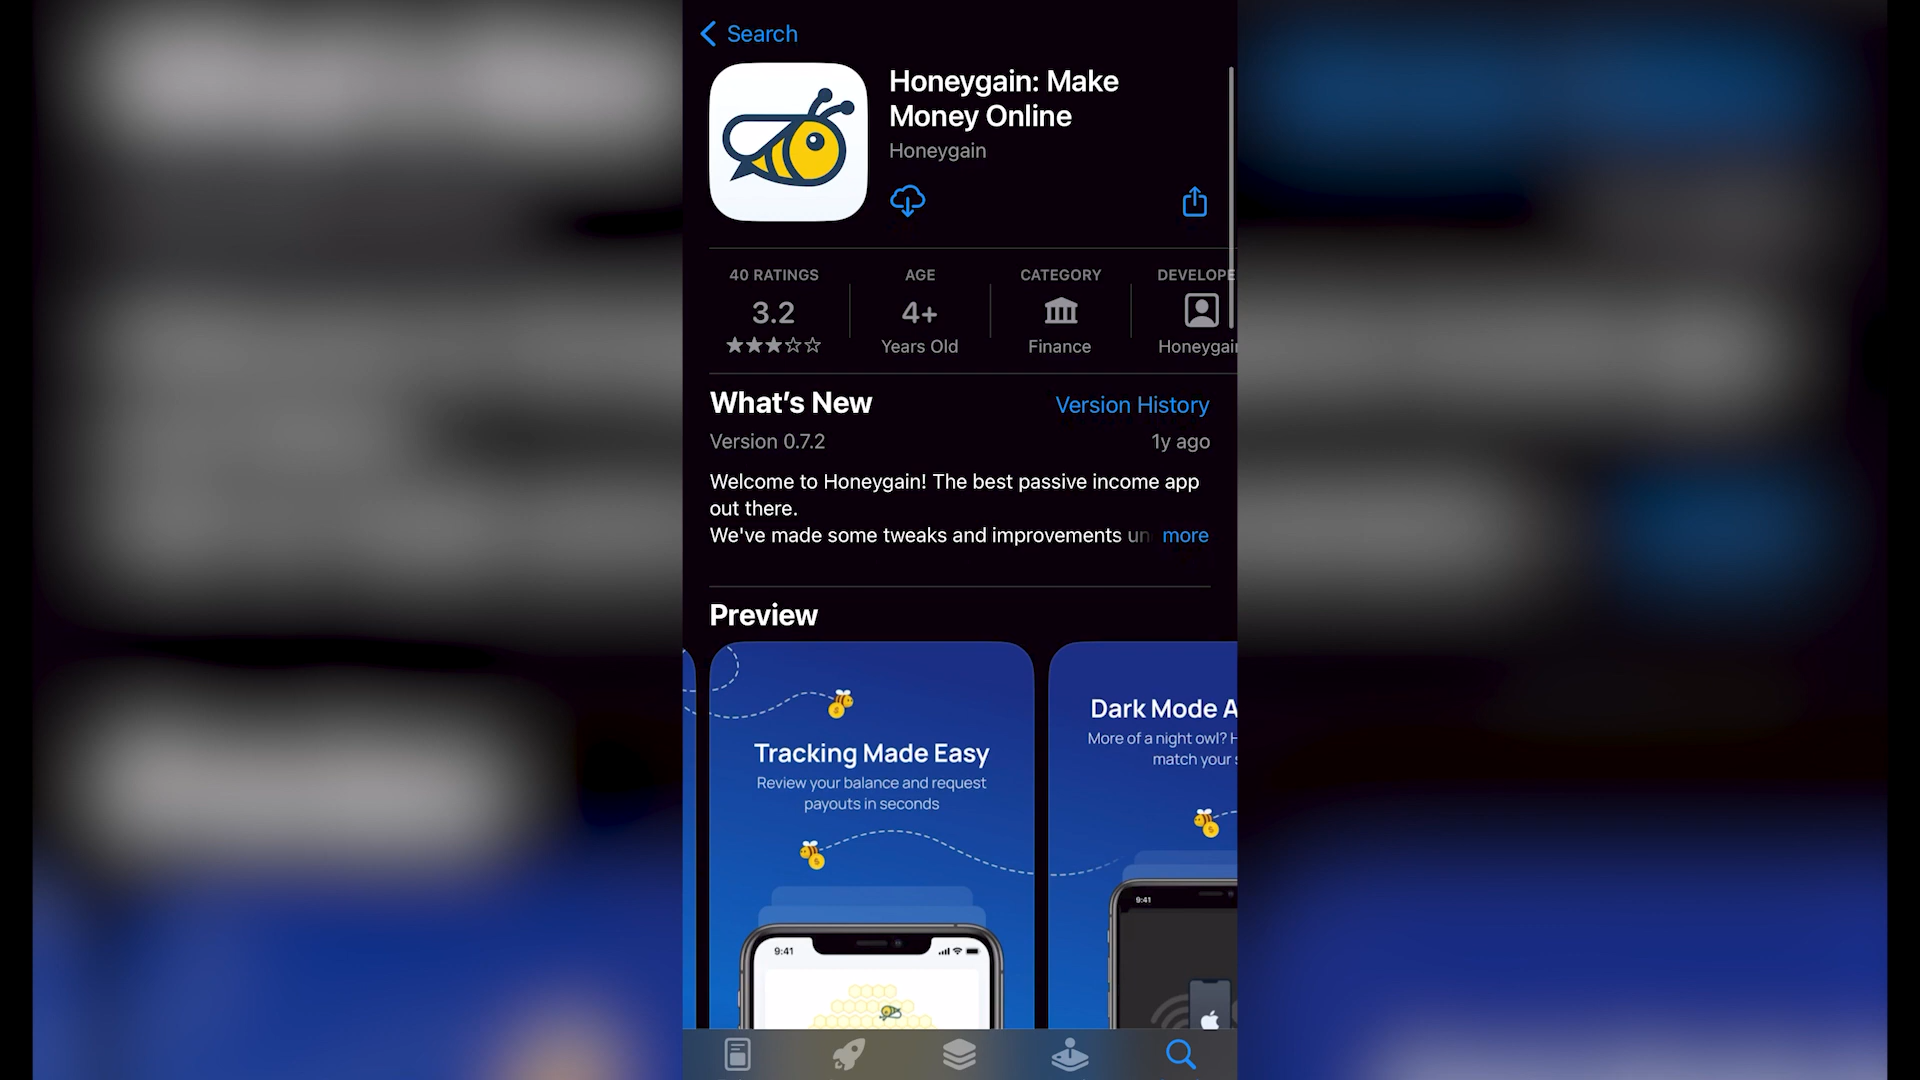 Search
Honeygain: Make
Money Online
Honeygain
40 RATINGS
3.2
AGE
4+
Years Old
CATEGORY
Finance
DEVELOPE
Honeygain
What's New
Version History
Version 0.7.2
1y ago
Welcome to Honeygain! The best passive income app
out there.
We've made some tweaks and improvements un
more
Preview
Tracking Made Easy
Review your balance and request
payouts in seconds
9:41
Dark Mode A
More of a night owl? H
match your s
9:41